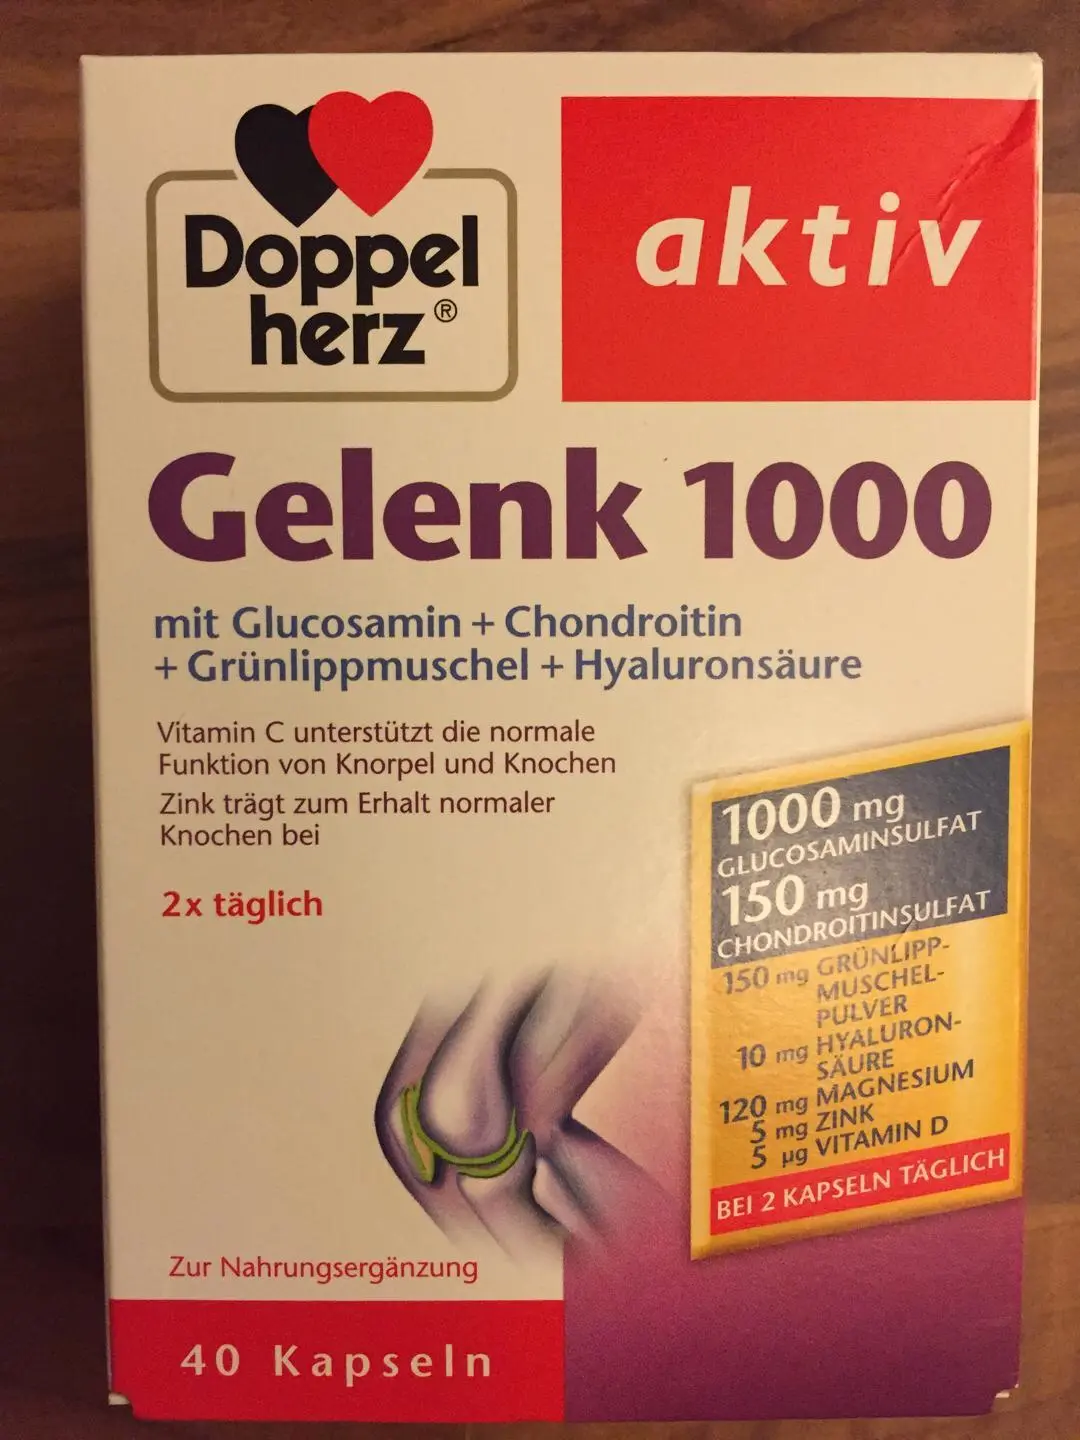 Doppel
herz®
aktiv
Gelenk 1000
mit Glucosamin + Chondroitin
+ Grünlippmuschel + Hyaluronsäure
Vitamin C unterstützt die normale
Funktion von Knorpel und Knochen
Zink trägt zum Erhalt normaler
Knochen bei
2x täglich
1000 mg
GLUCOSAMINSULFAT
150 mg
CHONDROITINSULFAT
150 mg GRÜNLIPP-
MUSCHEL-
PULVER
10 mg HYALURON-
SÄURE
120 mg MAGNESIUM
5 mg ZINK
5 µg VITAMIN D
BEI 2 KAPSELN TÄGLICH
Zur Nahrungsergänzung
40 Kapseln